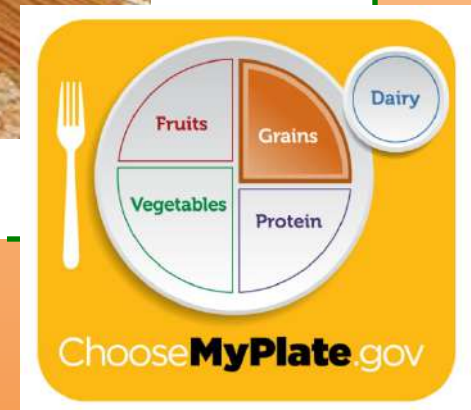 Dairy
Fruits
Grains
Vegetables
Protein
ChooseMyPlate.gov